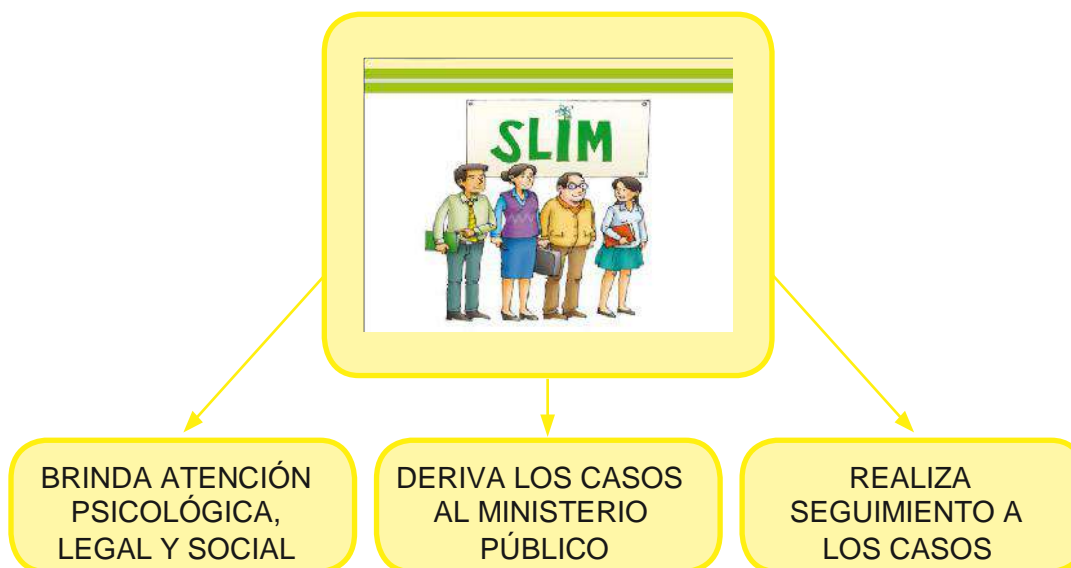 SLIM
BRINDA ATENCIÓN
PSICOLÓGICA,
LEGAL Y SOCIAL
DERIVA LOS CASOS
AL MINISTERIO
PÚBLICO
REALIZA
SEGUIMIENTO A
LOS CASOS